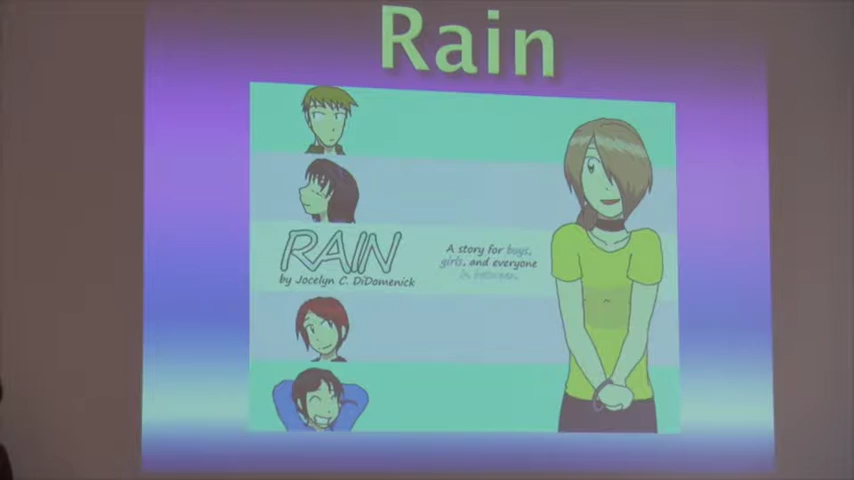 Rain
RAIN
by Jocelyn C. DiDomenick
A story for boys,
girls, and everyone
in between.